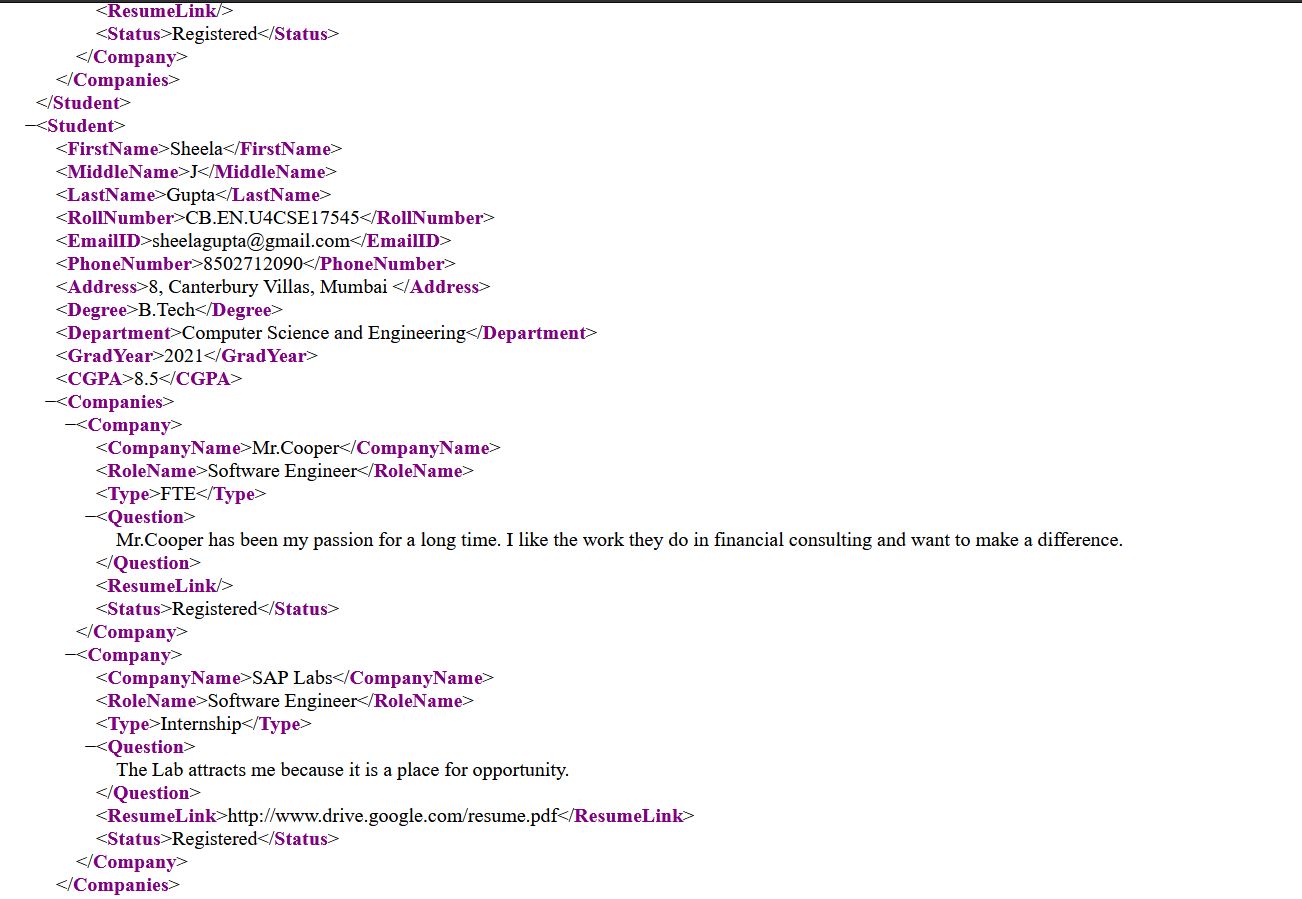 <ResumeLink/>
<Status>Registered</Status>
</Company>
</Companies>
</Student>
—<Student>
<FirstName>Sheela</FirstName>
<MiddleName>J</MiddleName>
<LastName>Gupta</LastName>
<RollNumber>CB.EN.U4CSE17545</RollNumber>
<EmailID>sheelagupta@gmail.com</EmailID>
<PhoneNumber>8502712090</PhoneNumber>
<Address>8, Canterbury Villas, Mumbai </Address>
<Degree>B.Tech</Degree>
<Department>Computer Science and Engineering</Department>
<GradYear>2021</GradYear>
<CGPA>8.5</CGPA>
—<Companies>
—<Company>
<CompanyName>Mr.Cooper</CompanyName>
<RoleName>Software Engineer</RoleName>
<Type>FTE</Type>
—<Question>
Mr.Cooper has been my passion for a long time. I like the work they do in financial consulting and want to make a difference.
</Question>
<ResumeLink/>
<Status>Registered</Status>
</Company>
—<Company>
<CompanyName>SAP Labs</CompanyName>
<RoleName>Software Engineer</RoleName>
<Type>Internship</Type>
—<Question>
The Lab attracts me because it is a place for opportunity.
</Question>
<ResumeLink>http://www.drive.google.com/resume.pdf</ResumeLink>
<Status>Registered</Status>
</Company>
</Companies>